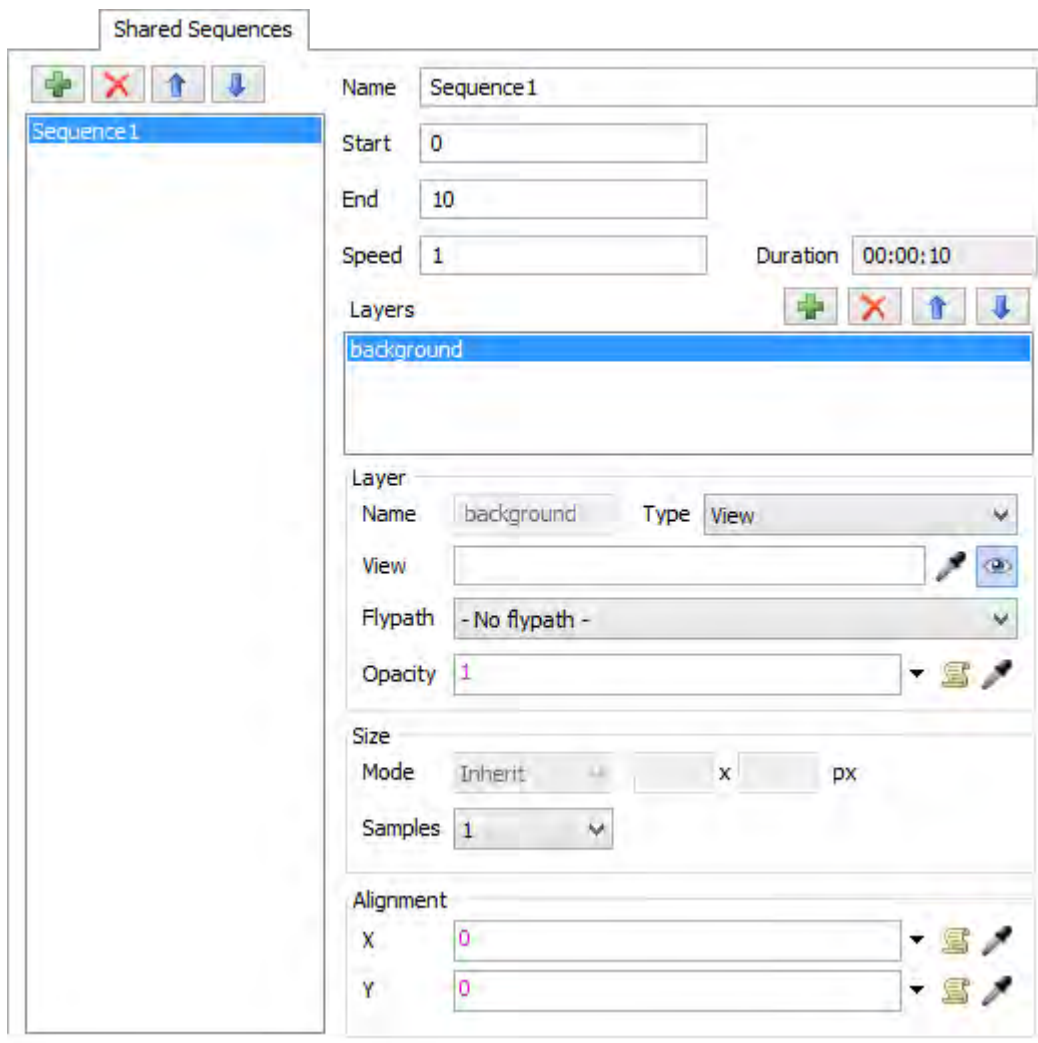 Shared Sequences
Name Sequence1
Sequence1
Start 0
End 10
Speed 1 Duration 00:00:10
Layers
background
Layer
Name background Type View
View
Flypath - No flypath -
Opacity 1
Size
Mode Inherit x px
Samples 1
Alignment
X 0
Y 0